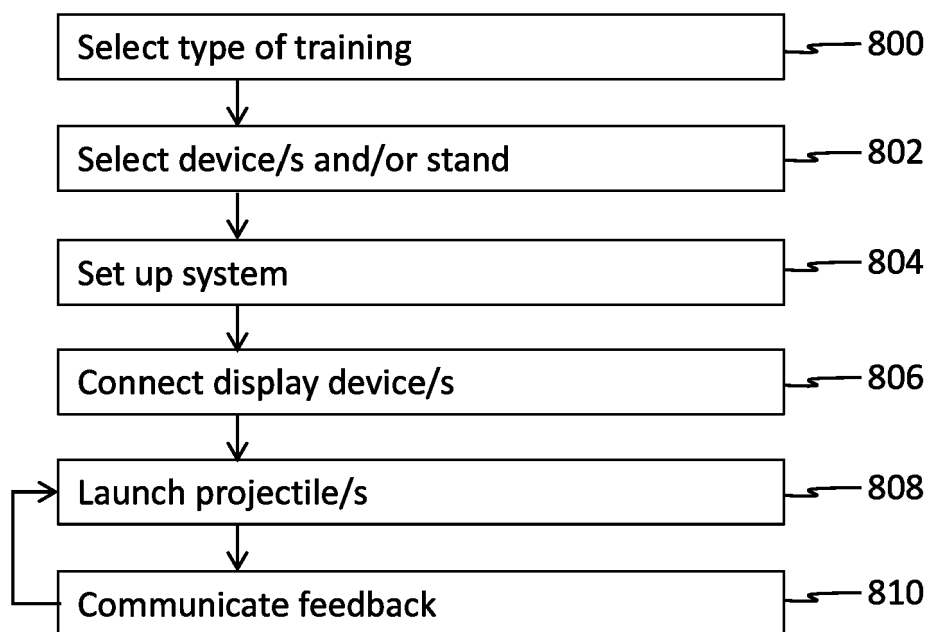 Select type of training 800
Select device/s and/or stand 802
Set up system 804
Connect display device/s 806
Launch projectile/s 808
Communicate feedback 810